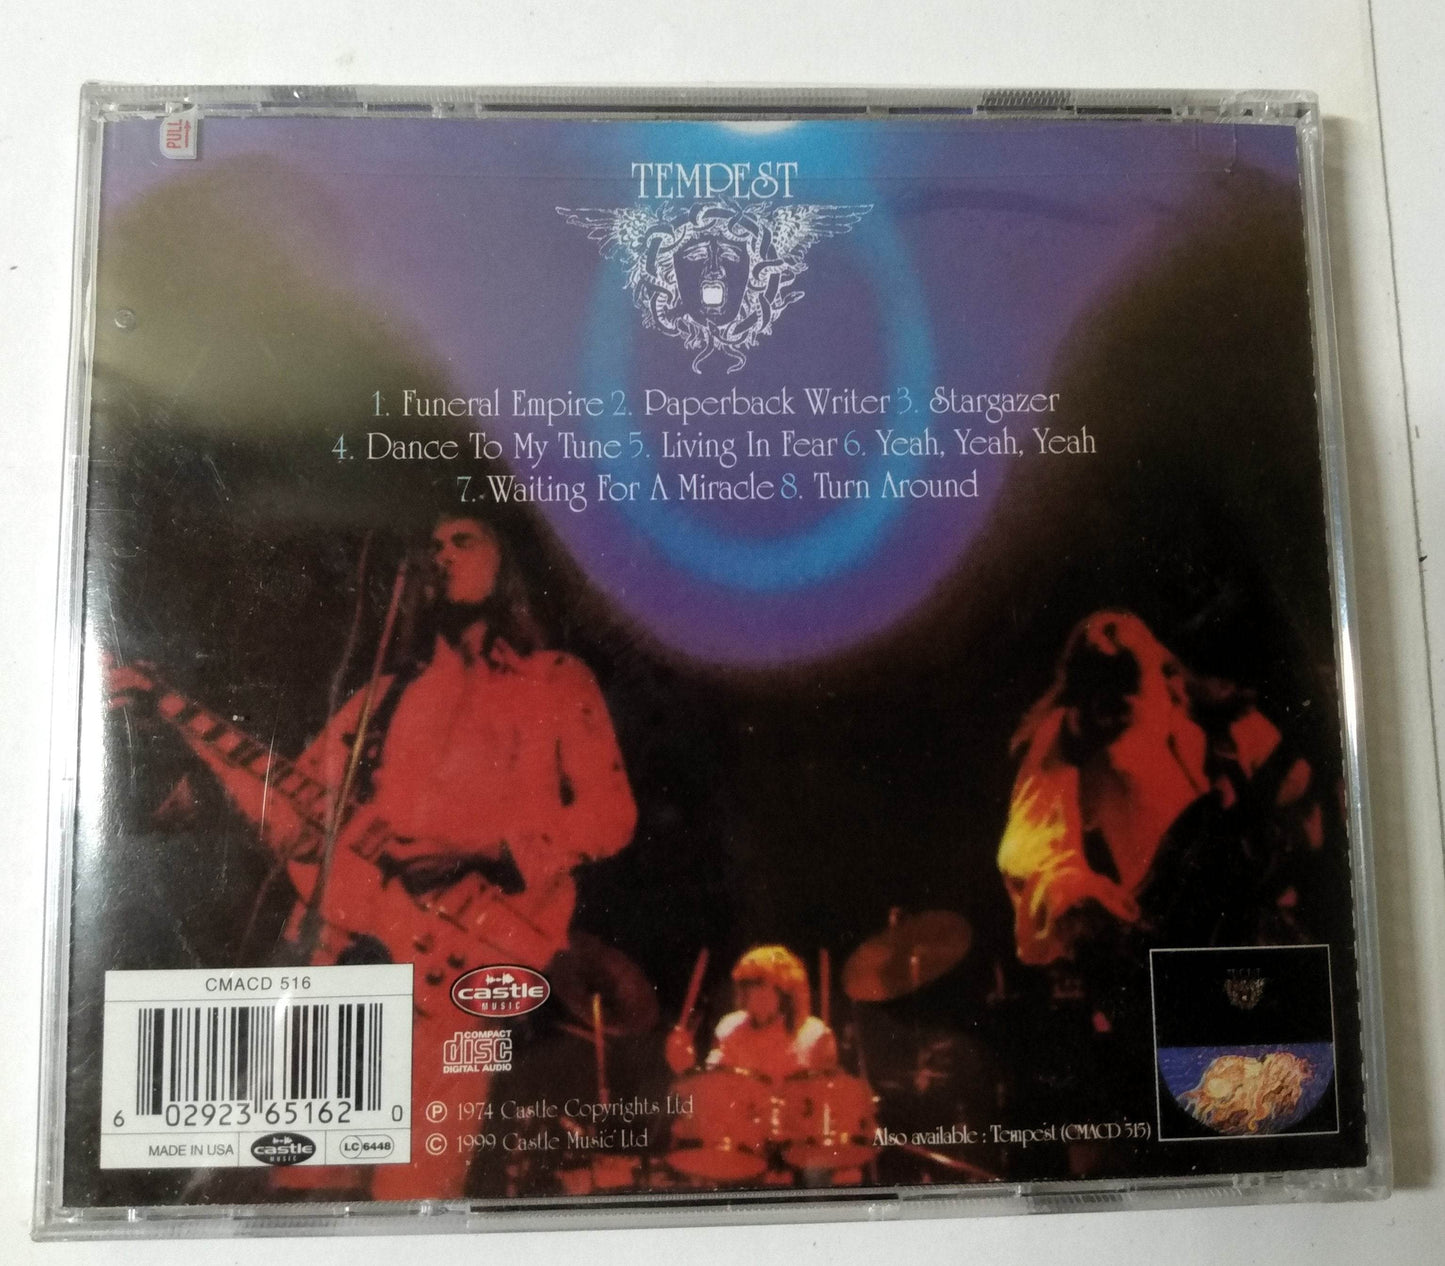 PULL
TEMPEST
1. Funeral Empire 2. Paperback Writer 3. Stargazer
4. Dance To My Tune 5. Living In Fear 6. Yeah, Yeah, Yeah
7. Waiting For A Miracle 8. Turn Around
CMACD 516
6 02923 65162 0
MADE IN USA
castle
MUSIC
LC 6448
castle
MUSIC
COMPACT
disc
DIGITAL AUDIO
℗ 1974 Castle Copyrights Ltd
© 1999 Castle Music Ltd
Also available : Tempest (CMACD 515)